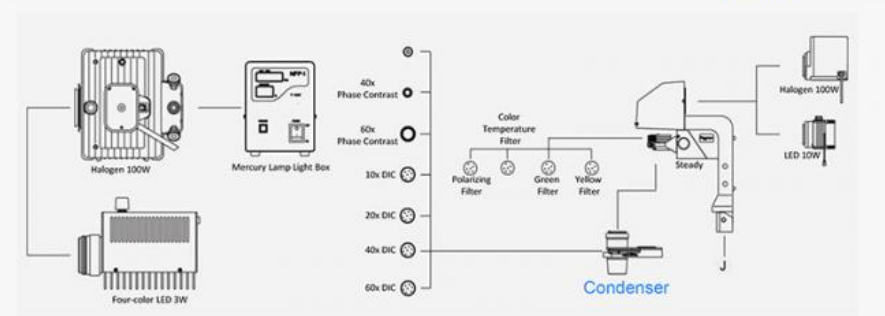 Halogen 100W
NFP-1
Mercury Lamp Light Box
Four-color LED 3W
40x
Phase Contrast
60x
Phase Contrast
10x DIC
20x DIC
40x DIC
60x DIC
Color
Temperature
Filter
Polarizing
Filter
Green
Filter
Yellow
Filter
Steady
Condenser
J
Halogen 100W
LED 10W